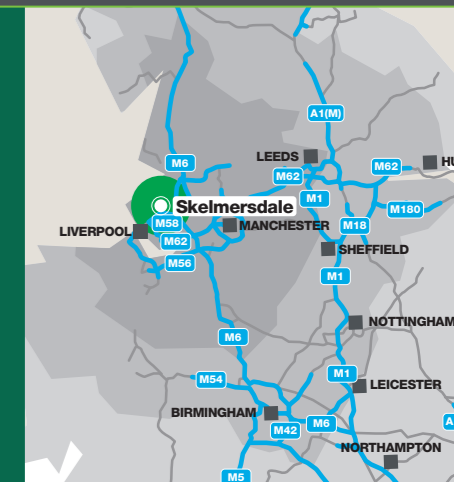 A1(M)
LEEDS
M6
M62
M62
HU
M1
Skelmersdale
M180
M58
MANCHESTER
M18
LIVERPOOL
M62
SHEFFIELD
M56
M1
NOTTINGHAM
M6
M54
M1
LEICESTER
BIRMINGHAM
M6
A
M42
NORTHAMPTON
M5